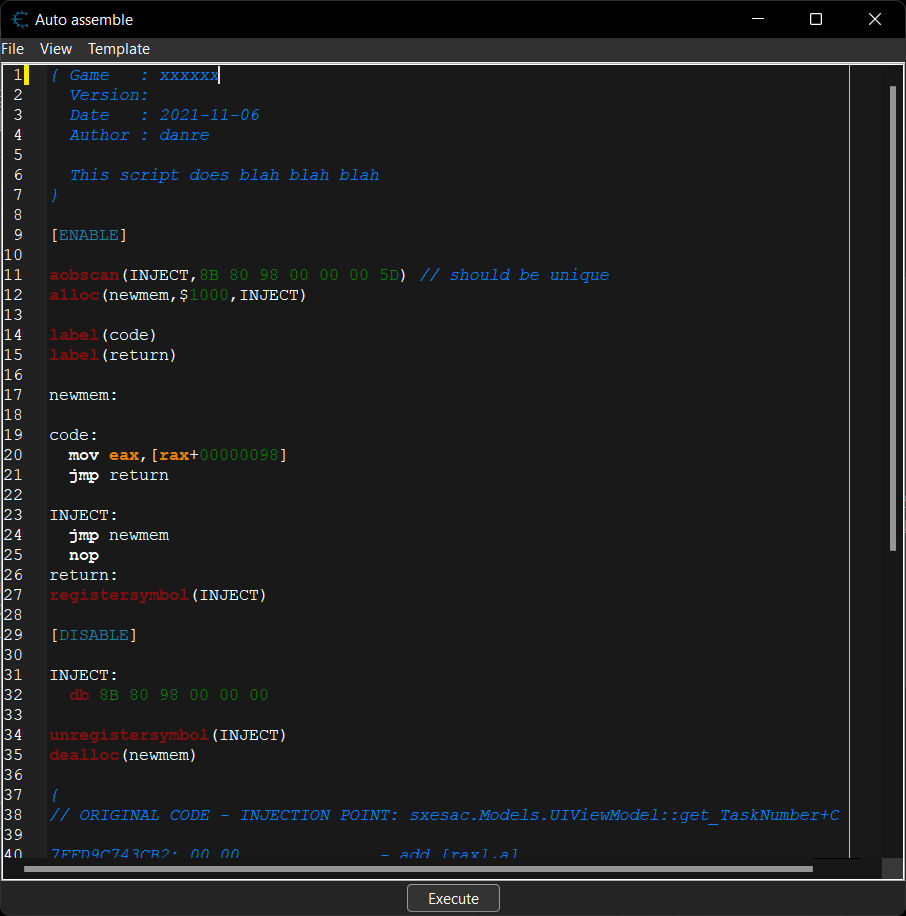 Auto assemble
File View Template
1 { Game   : xxxxxx
2   Version:
3   Date   : 2021-11-06
4   Author : danre
5
6   This script does blah blah blah
7 }
8
9 [ENABLE]
10
11 aobscan(INJECT,8B 80 98 00 00 00 5D) // should be unique
12 alloc(newmem,$1000,INJECT)
13
14 label(code)
15 label(return)
16
17 newmem:
18
19 code:
20   mov eax,[rax+00000098]
21   jmp return
22
23 INJECT:
24   jmp newmem
25   nop
26 return:
27 registersymbol(INJECT)
28
29 [DISABLE]
30
31 INJECT:
32   db 8B 80 98 00 00 00
33
34 unregistersymbol(INJECT)
35 dealloc(newmem)
36
37 {
38 // ORIGINAL CODE - INJECTION POINT: sxesac.Models.UIViewModel::get_TaskNumber+C
39
40 7FFD9C743CB2: 00 00              - add [rax],al
Execute